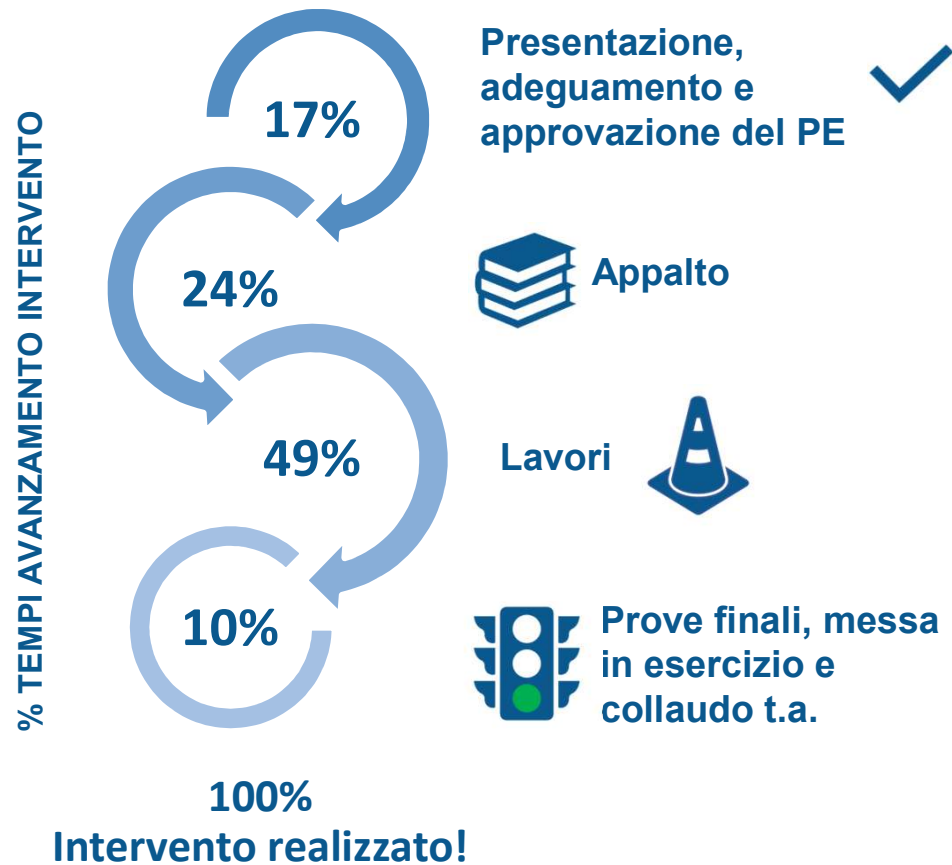 % TEMPI AVANZAMENTO INTERVENTO
17%
Presentazione,
adeguamento e
approvazione del PE
24%
Appalto
49%
Lavori
10%
Prove finali, messa
in esercizio e
collaudo t.a.
100%
Intervento realizzato!